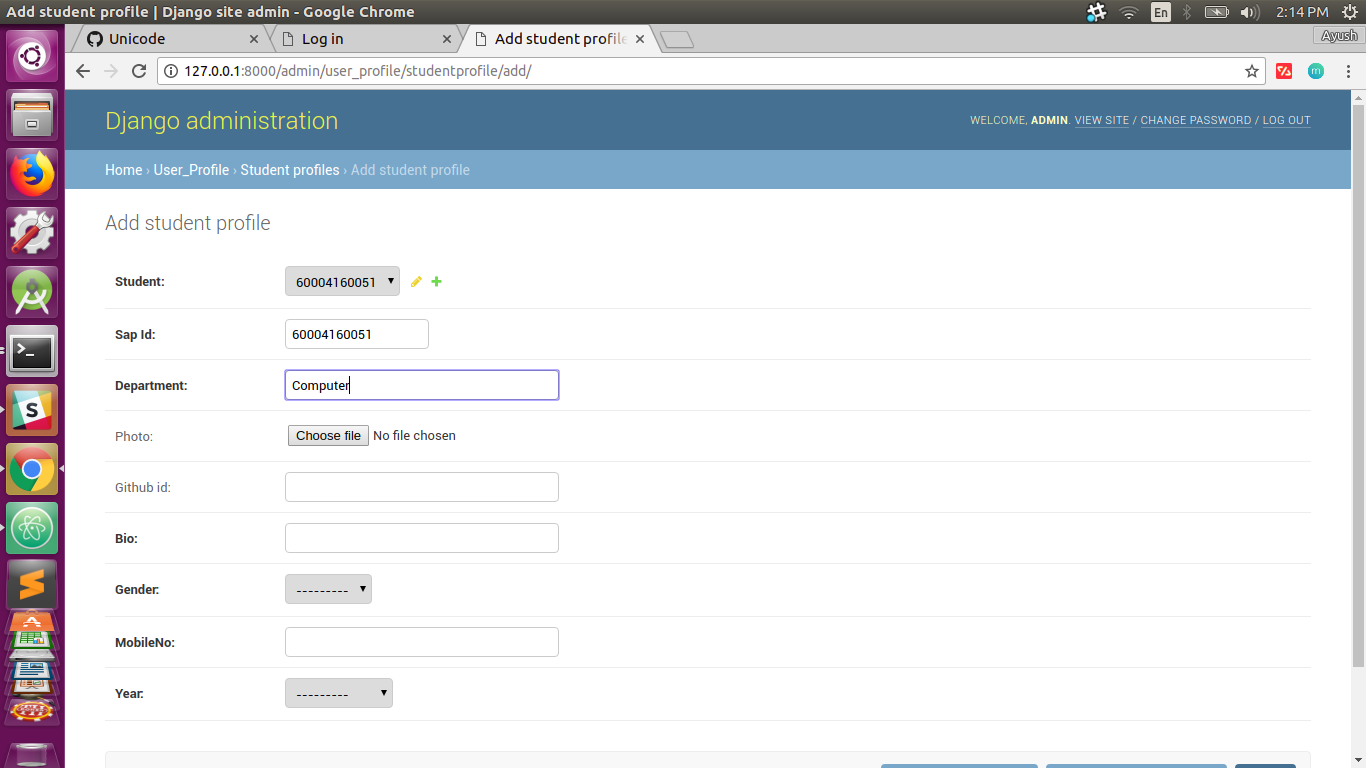 Add student profile | Django site admin - Google Chrome
En
2:14 PM
Unicode
Log in
Add student profile
Ayush
127.0.0.1:8000/admin/user_profile/studentprofile/add/
m
Django administration
WELCOME, ADMIN. VIEW SITE / CHANGE PASSWORD / LOG OUT
Home › User_Profile › Student profiles › Add student profile
Add student profile
Student:
60004160051
Sap Id:
60004160051
Department:
Computer
Photo:
Choose file No file chosen
Github id:
Bio:
Gender:
---------
MobileNo:
Year:
---------